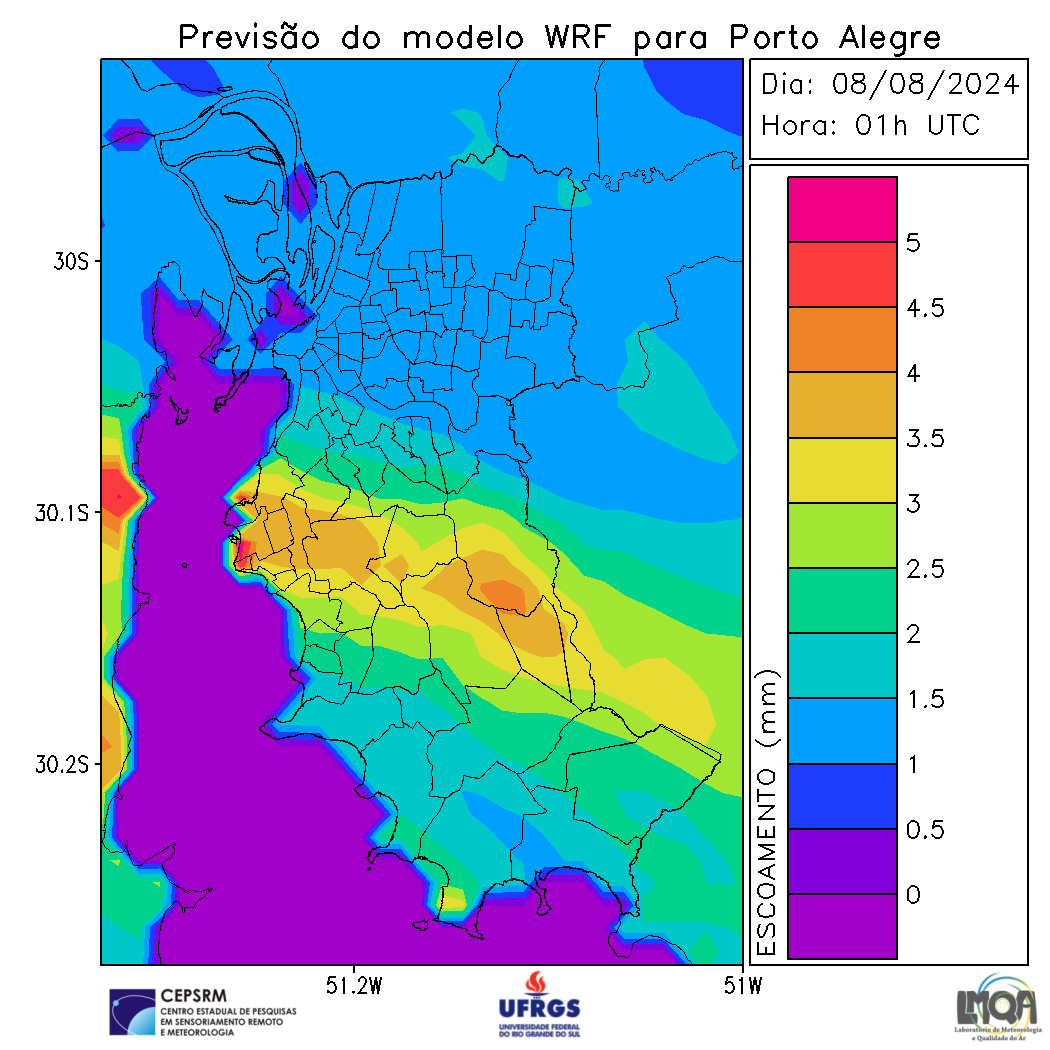 Previsão do modelo WRF para Porto Alegre
Dia: 08/08/2024
Hora: 01h UTC
30S
30.1S
30.2S
51.2W
51W
ESCOAMENTO (mm)
5
4.5
4
3.5
3
2.5
2
1.5
1
0.5
0
CEPSRM
CENTRO ESTADUAL DE PESQUISAS
EM SENSORIAMENTO REMOTO
E METEOROLOGIA
UFRGS
UNIVERSIDADE FEDERAL
DO RIO GRANDE DO SUL
LMQA
Laboratório de Meteorologia
e Qualidade do Ar